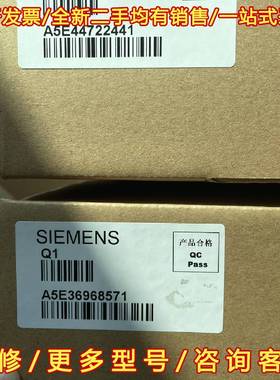 发票/全新二手均有销售/一站式
A5E44722441
SIEMENS
Q1
产品合格
QC
Pass
A5E36968571
修/更多型号/咨询客